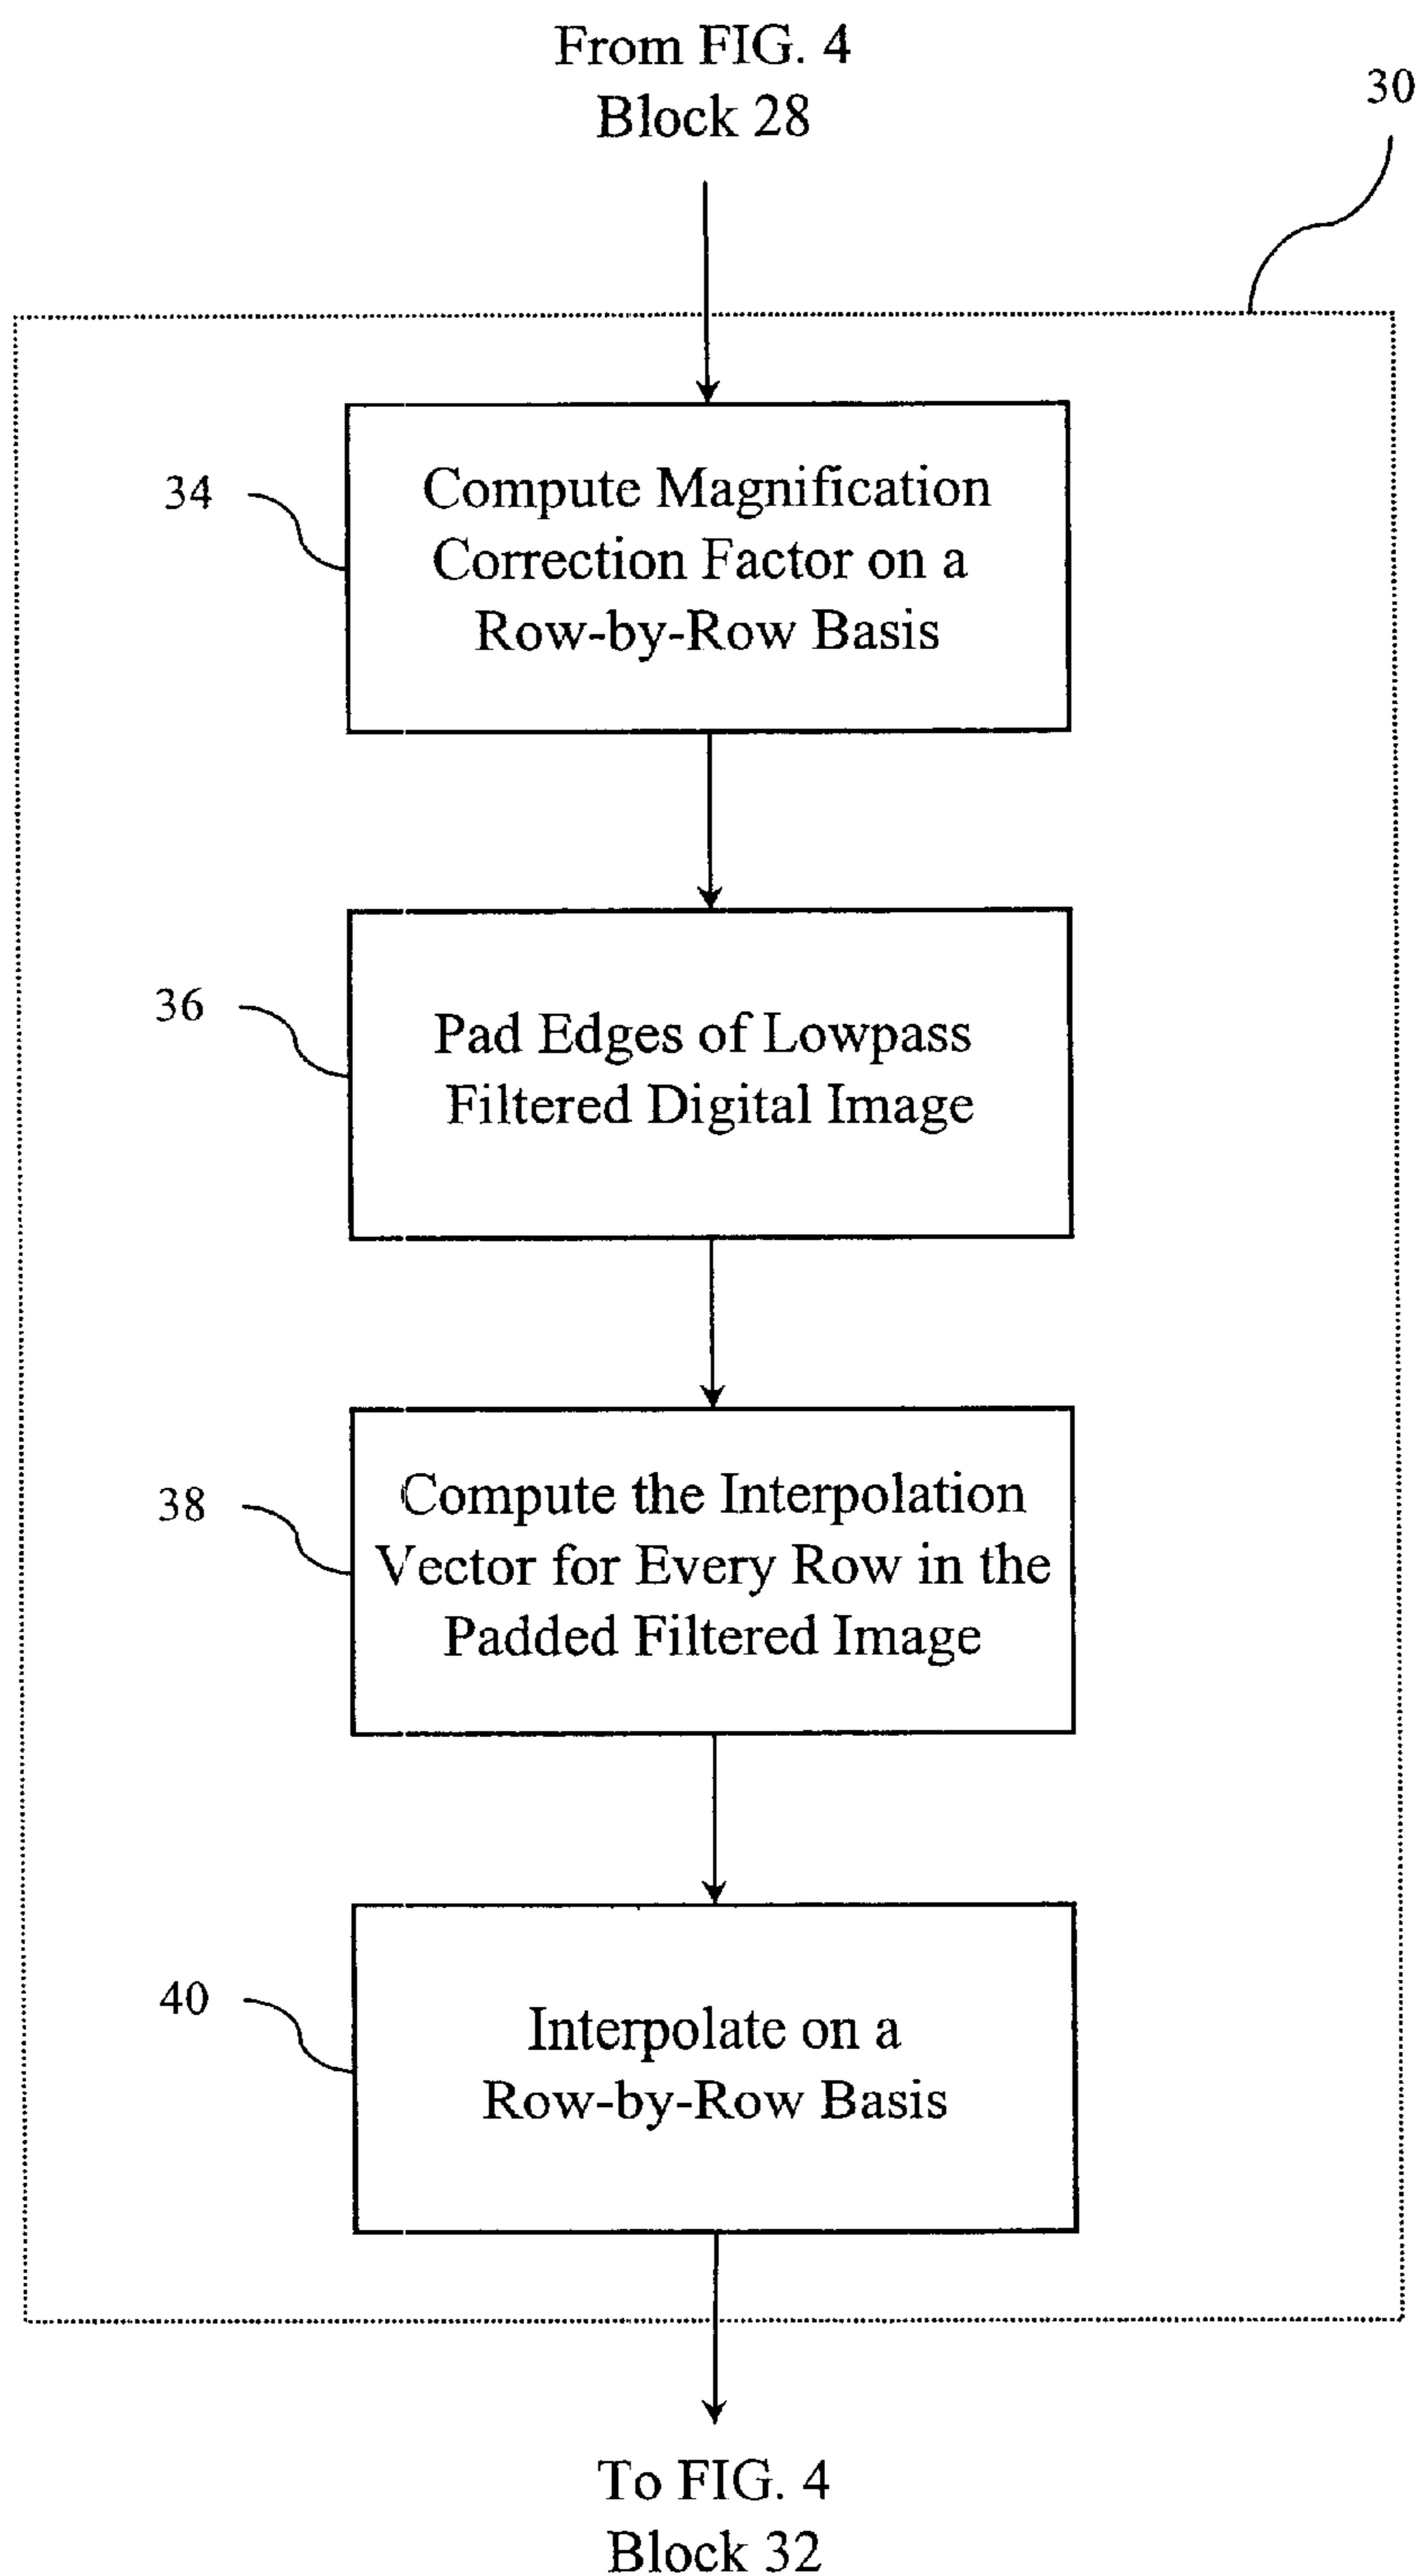 From FIG. 4
Block 28
30
34
Compute Magnification
Correction Factor on a
Row-by-Row Basis
36
Pad Edges of Lowpass
Filtered Digital Image
38
Compute the Interpolation
Vector for Every Row in the
Padded Filtered Image
40
Interpolate on a
Row-by-Row Basis
To FIG. 4
Block 32